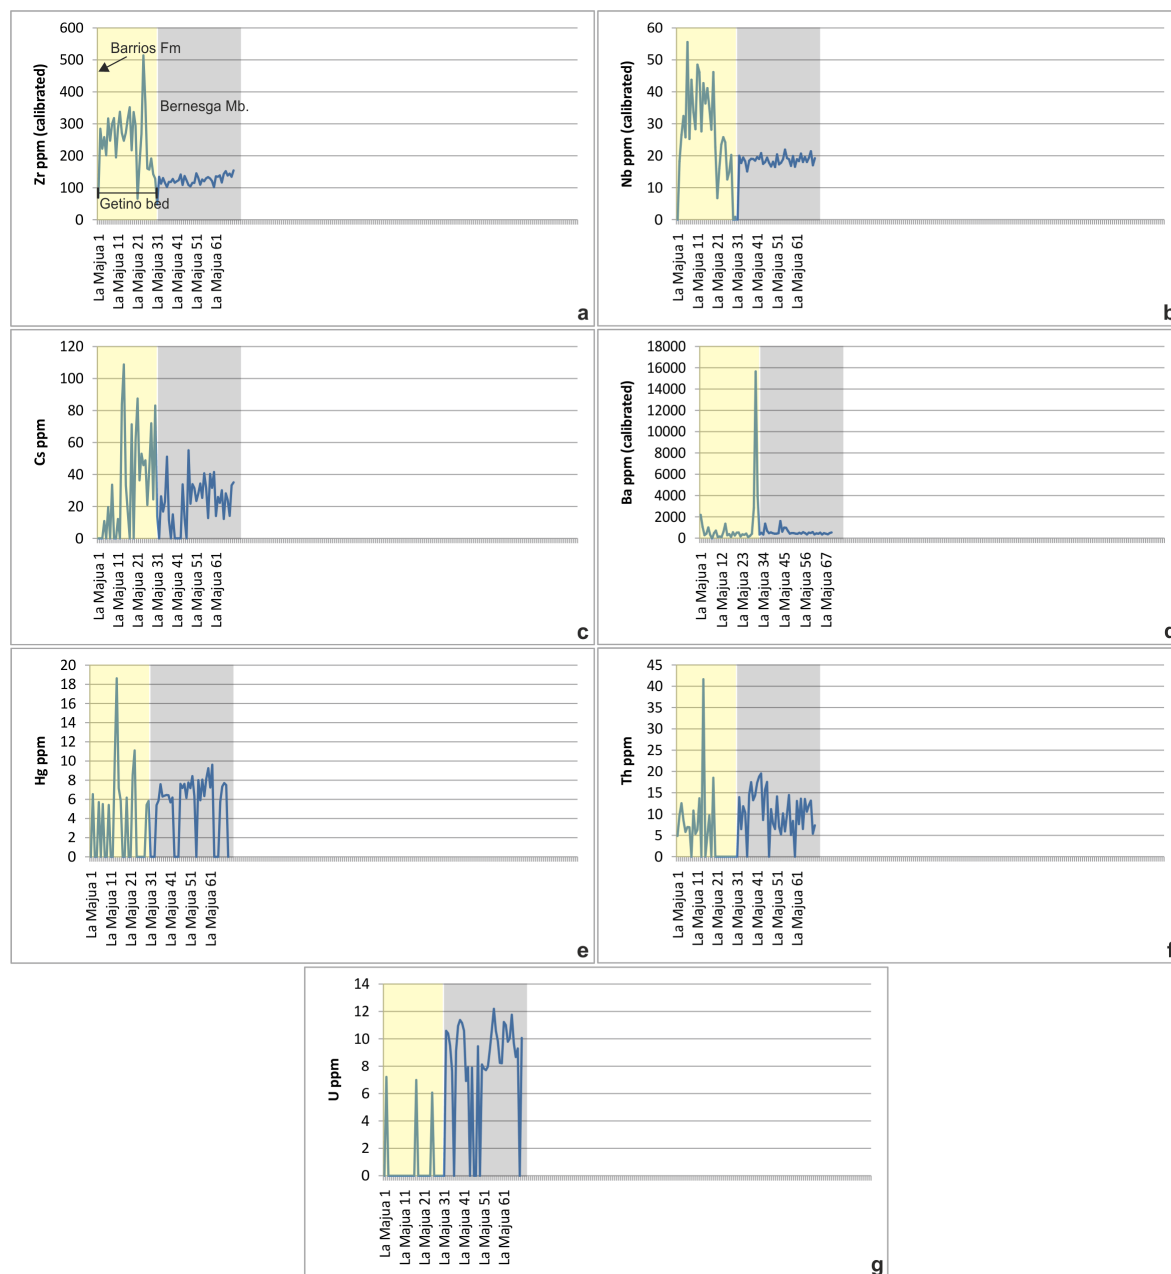 Zr ppm (calibrated)
600
500
400
300
200
100
0
Barrios Fm
Bernesga Mb.
Getino bed
La Majua 1
La Majua 11
La Majua 21
La Majua 31
La Majua 41
La Majua 51
La Majua 61
a
Nb ppm (calibrated)
60
50
40
30
20
10
0
La Majua 1
La Majua 11
La Majua 21
La Majua 31
La Majua 41
La Majua 51
La Majua 61
b
Cs ppm
120
100
80
60
40
20
0
La Majua 1
La Majua 11
La Majua 21
La Majua 31
La Majua 41
La Majua 51
La Majua 61
c
Ba ppm (calibrated)
18000
16000
14000
12000
10000
8000
6000
4000
2000
0
La Majua 1
La Majua 12
La Majua 23
La Majua 34
La Majua 45
La Majua 56
La Majua 67
d
Hg ppm
20
18
16
14
12
10
8
6
4
2
0
La Majua 1
La Majua 11
La Majua 21
La Majua 31
La Majua 41
La Majua 51
La Majua 61
e
Th ppm
45
40
35
30
25
20
15
10
5
0
La Majua 1
La Majua 11
La Majua 21
La Majua 31
La Majua 41
La Majua 51
La Majua 61
f
U ppm
14
12
10
8
6
4
2
0
La Majua 1
La Majua 11
La Majua 21
La Majua 31
La Majua 41
La Majua 51
La Majua 61
g